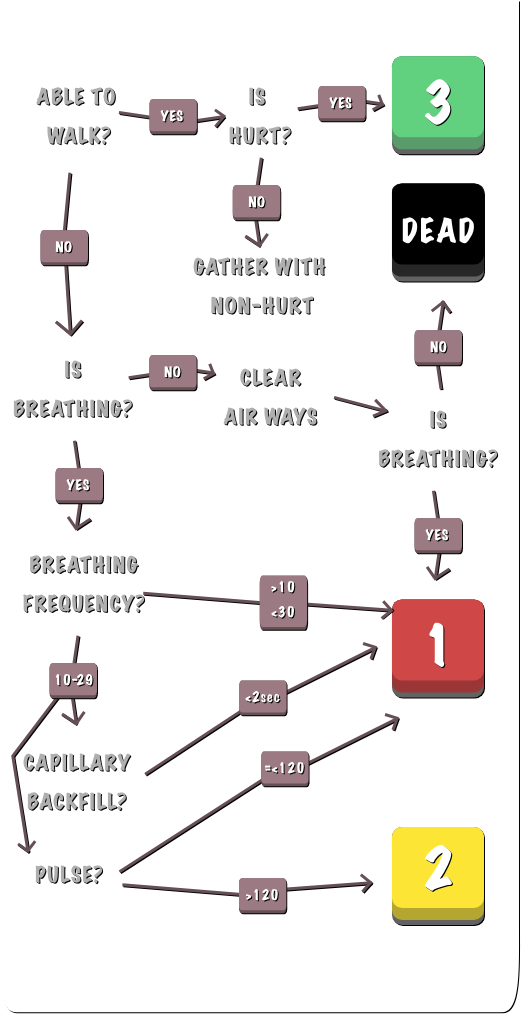 ABLE TO
WALK?
YES
IS
HURT?
YES
3
NO
NO
GATHER WITH
NON-HURT
DEAD
NO
IS
BREATHING?
NO
CLEAR
AIR WAYS
IS
BREATHING?
YES
YES
BREATHING
FREQUENCY?
>10
<30
1
10-29
<2sec
CAPILLARY
BACKFILL?
=<120
PULSE?
>120
2